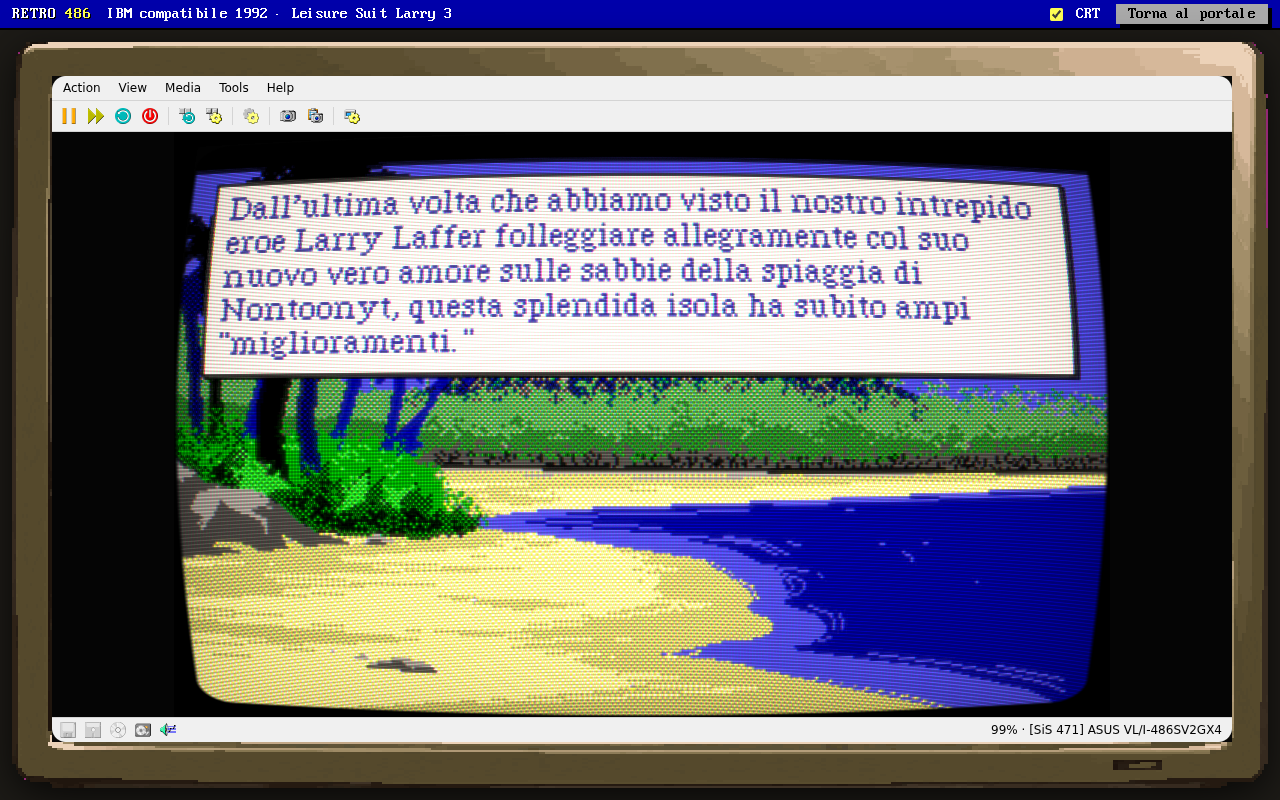 RETRO 486 IBM compatibile 1992 · Leisure Suit Larry 3
CRT
Torna al portale
Action View Media Tools Help
Dall'ultima volta che abbiamo visto il nostro intrepido
eroe Larry Laffer folleggiare allegramente col suo
nuovo vero amore sulle sabbie della spiaggia di
Nontoonyt, questa splendida isola ha subito ampi
"miglioramenti."
99% · [SiS 471] ASUS VL/I-486SV2GX4